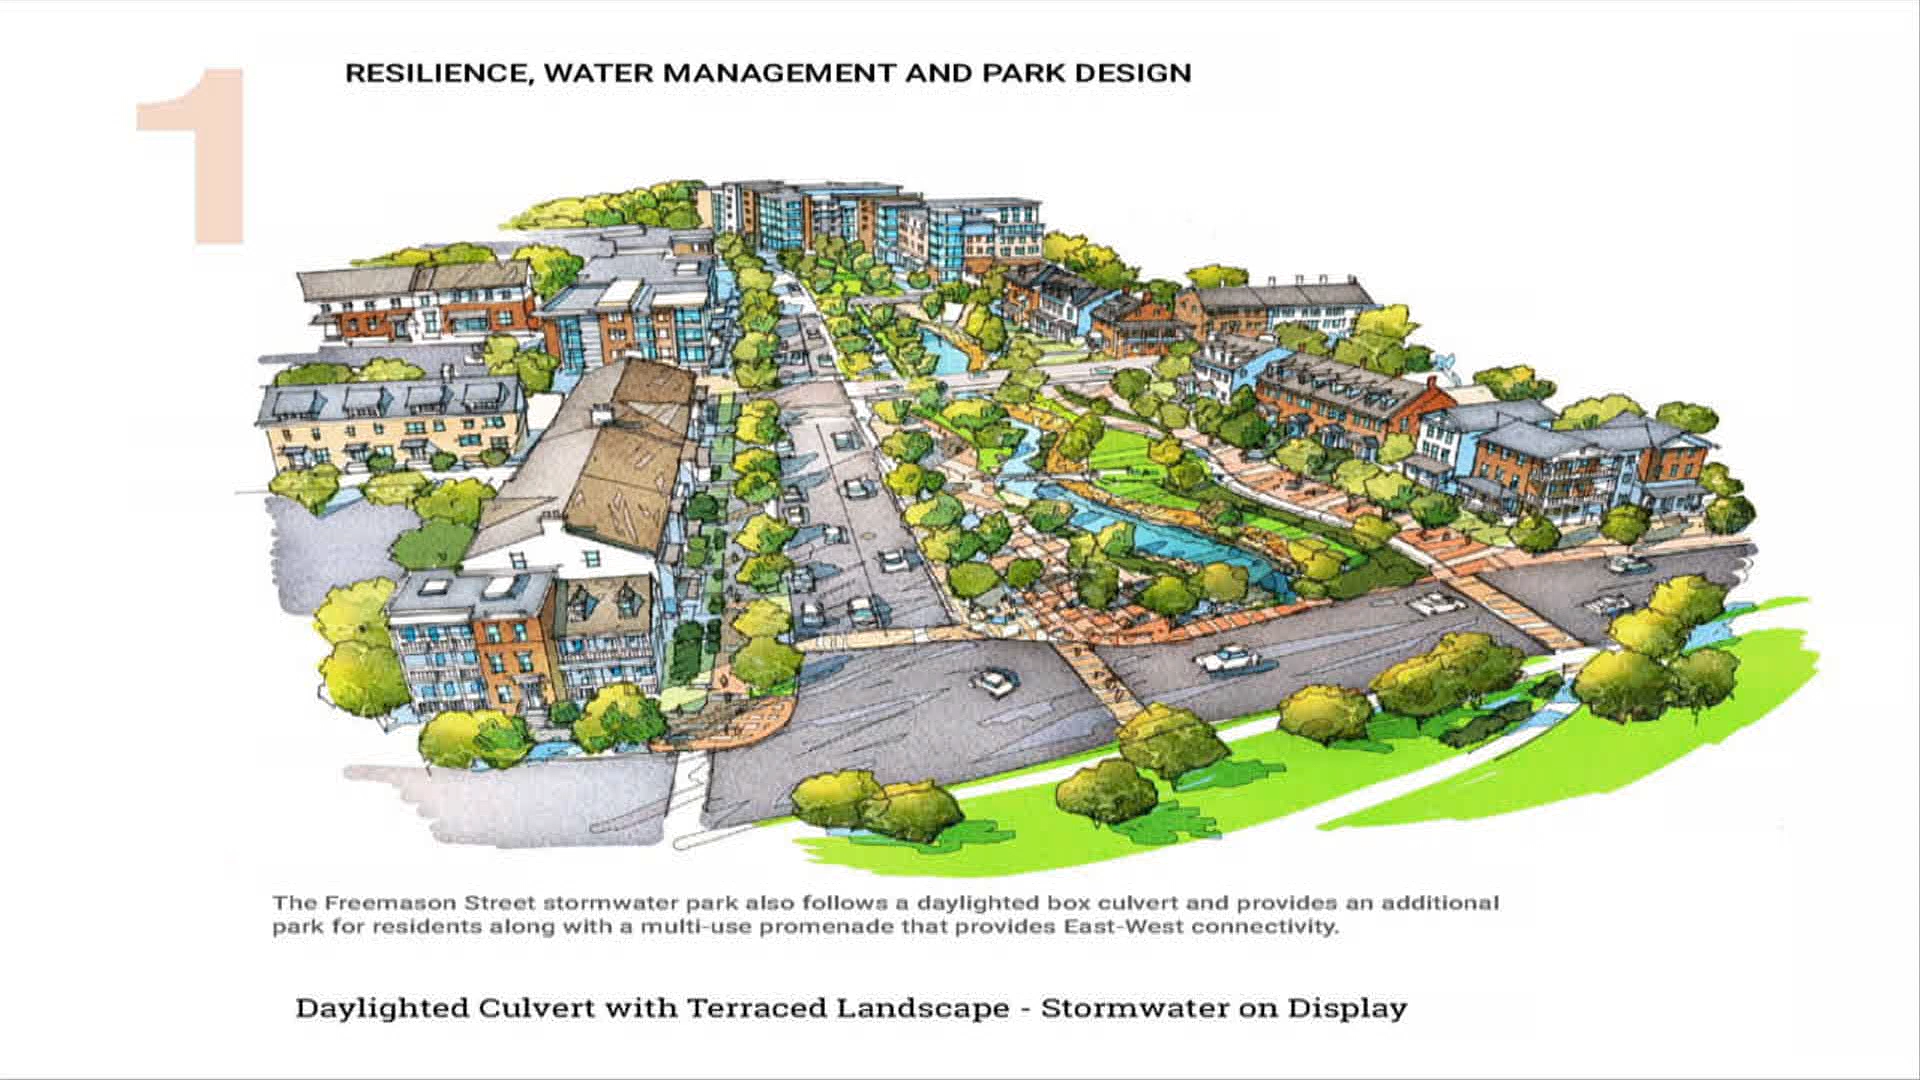 1
RESILIENCE, WATER MANAGEMENT AND PARK DESIGN
The Freemason Street stormwater park also follows a daylighted box culvert and provides an additional
park for residents along with a multi-use promenade that provides East-West connectivity.
Daylighted Culvert with Terraced Landscape - Stormwater on Display